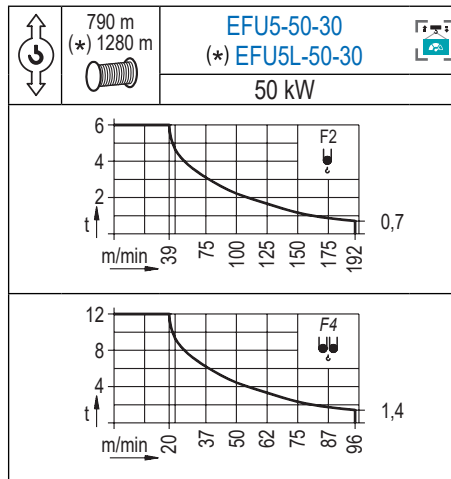 790 m
(*) 1280 m
EFU5-50-30
(*) EFU5L-50-30
50 kW
6
4
2
t
F2
0,7
m/min
39
75
100
125
150
175
192
12
8
4
t
F4
1,4
m/min
20
37
50
62
75
87
96